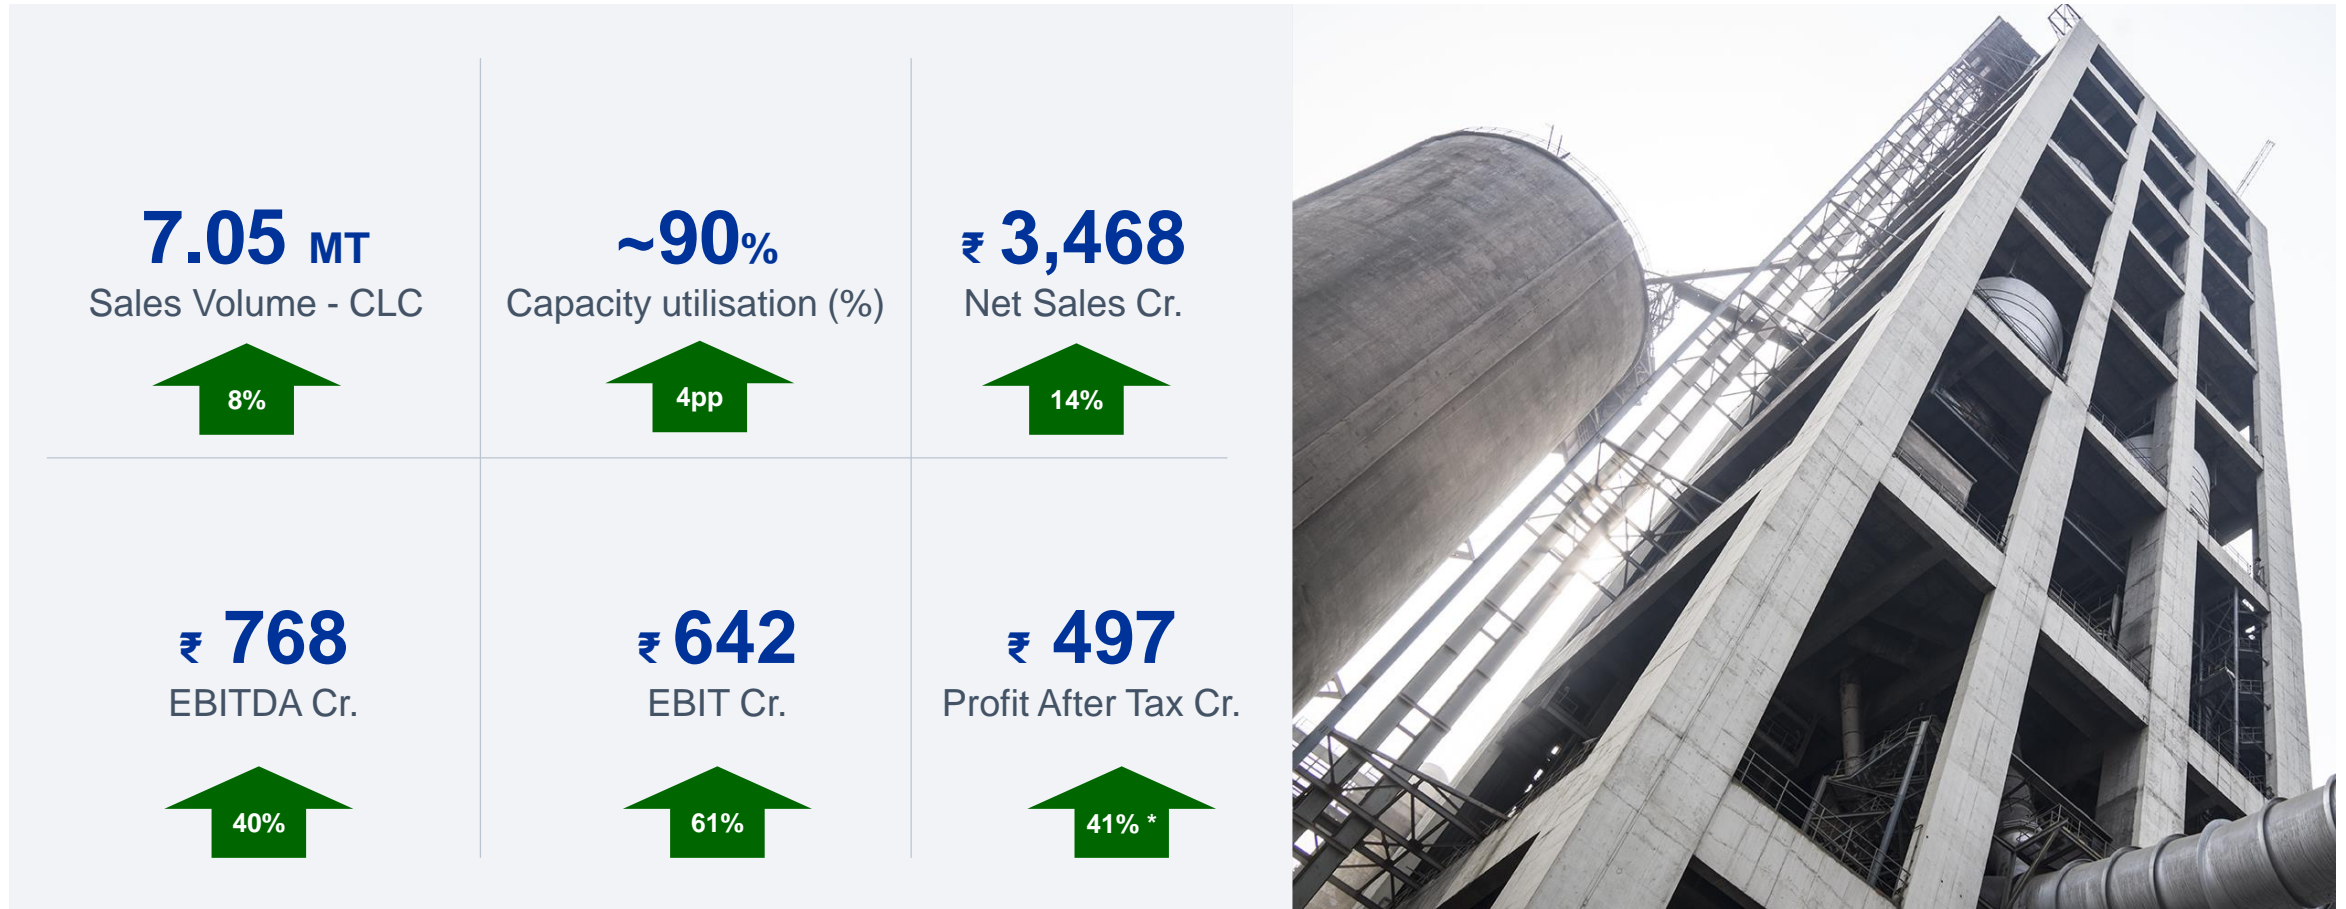 7.05 MT
Sales Volume - CLC
8%
~90%
Capacity utilisation (%)
4pp
₹ 3,468
Net Sales Cr.
14%
₹ 768
EBITDA Cr.
40%
₹ 642
EBIT Cr.
61%
₹ 497
Profit After Tax Cr.
41% *